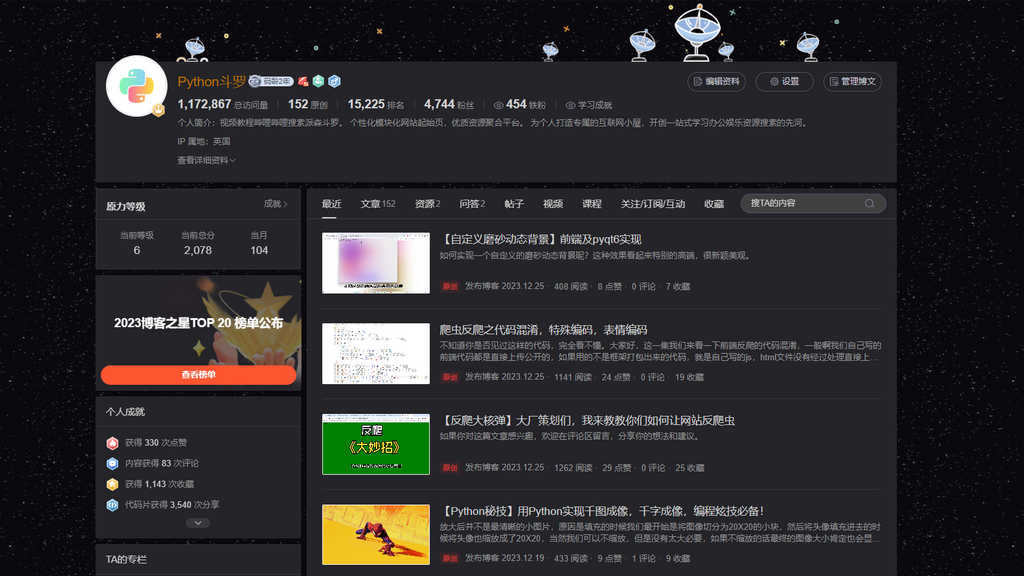 Python斗罗 码龄2年
编辑资料 设置 管理博文
1,172,867 总访问量 152 原创 15,225 排名 4,744 粉丝 454 铁粉 学习成就
个人简介：视频教程哔哩哔哩搜索派森斗罗。 个性化模块化网站起始页，优质资源聚合平台。 为个人打造专属的互联网小屋，开创一站式学习办公娱乐资源搜索的先河。
IP 属地：英国
查看详细资料
原力等级 成就
当前等级 当前总分 当月
6 2,078 104
2023博客之星TOP 20 榜单公布
查看榜单
个人成就
获得 330 次点赞
内容获得 83 次评论
获得 1,143 次收藏
代码片获得 3,540 次分享
TA的专栏
最近 文章 152 资源 2 问答 2 帖子 视频 课程 关注/订阅/互动 收藏 搜TA的内容
【自定义磨砂动态背景】前端及pyqt6实现
如何实现一个自定义的磨砂动态背景呢？这种效果看起来特别的高端，很新颖美观。
原创 发布博客 2023.12.25 · 408 阅读 · 8 点赞 · 0 评论 · 7 收藏
爬虫反爬之代码混淆，特殊编码，表情编码
不知道你是否见过这样的代码，完全看不懂。大家好，这一集我们来看一下前端反爬的代码混淆，一般啊我们自己写的
前端代码都是直接上传公开的，如果用的不是框架打包出来的代码，就是自己写的js，html文件没有经过处理直接上...
原创 发布博客 2023.12.25 · 1141 阅读 · 24 点赞 · 0 评论 · 19 收藏
反爬
《大妙招》
【反爬大核弹】大厂策划们，我来教教你们如何让网站反爬虫
如果你对这篇文章感兴趣，欢迎在评论区留言，分享你的想法和建议。
原创 发布博客 2023.12.25 · 1262 阅读 · 29 点赞 · 0 评论 · 25 收藏
【Python秘技】用Python实现千图成像，千字成像，编程炫技必备！
放大后并不是最清晰的小图片，原因是填充的时候我们最开始是将图像切分为20X20的小块，然后将头像填充进去的时
候将头像也缩放成了20X20，当然我们可以不缩放，但是没有太大必要，如果不缩放的话最终的图像大小肯定也会显...
原创 发布博客 2023.12.19 · 433 阅读 · 9 点赞 · 1 评论 · 9 收藏